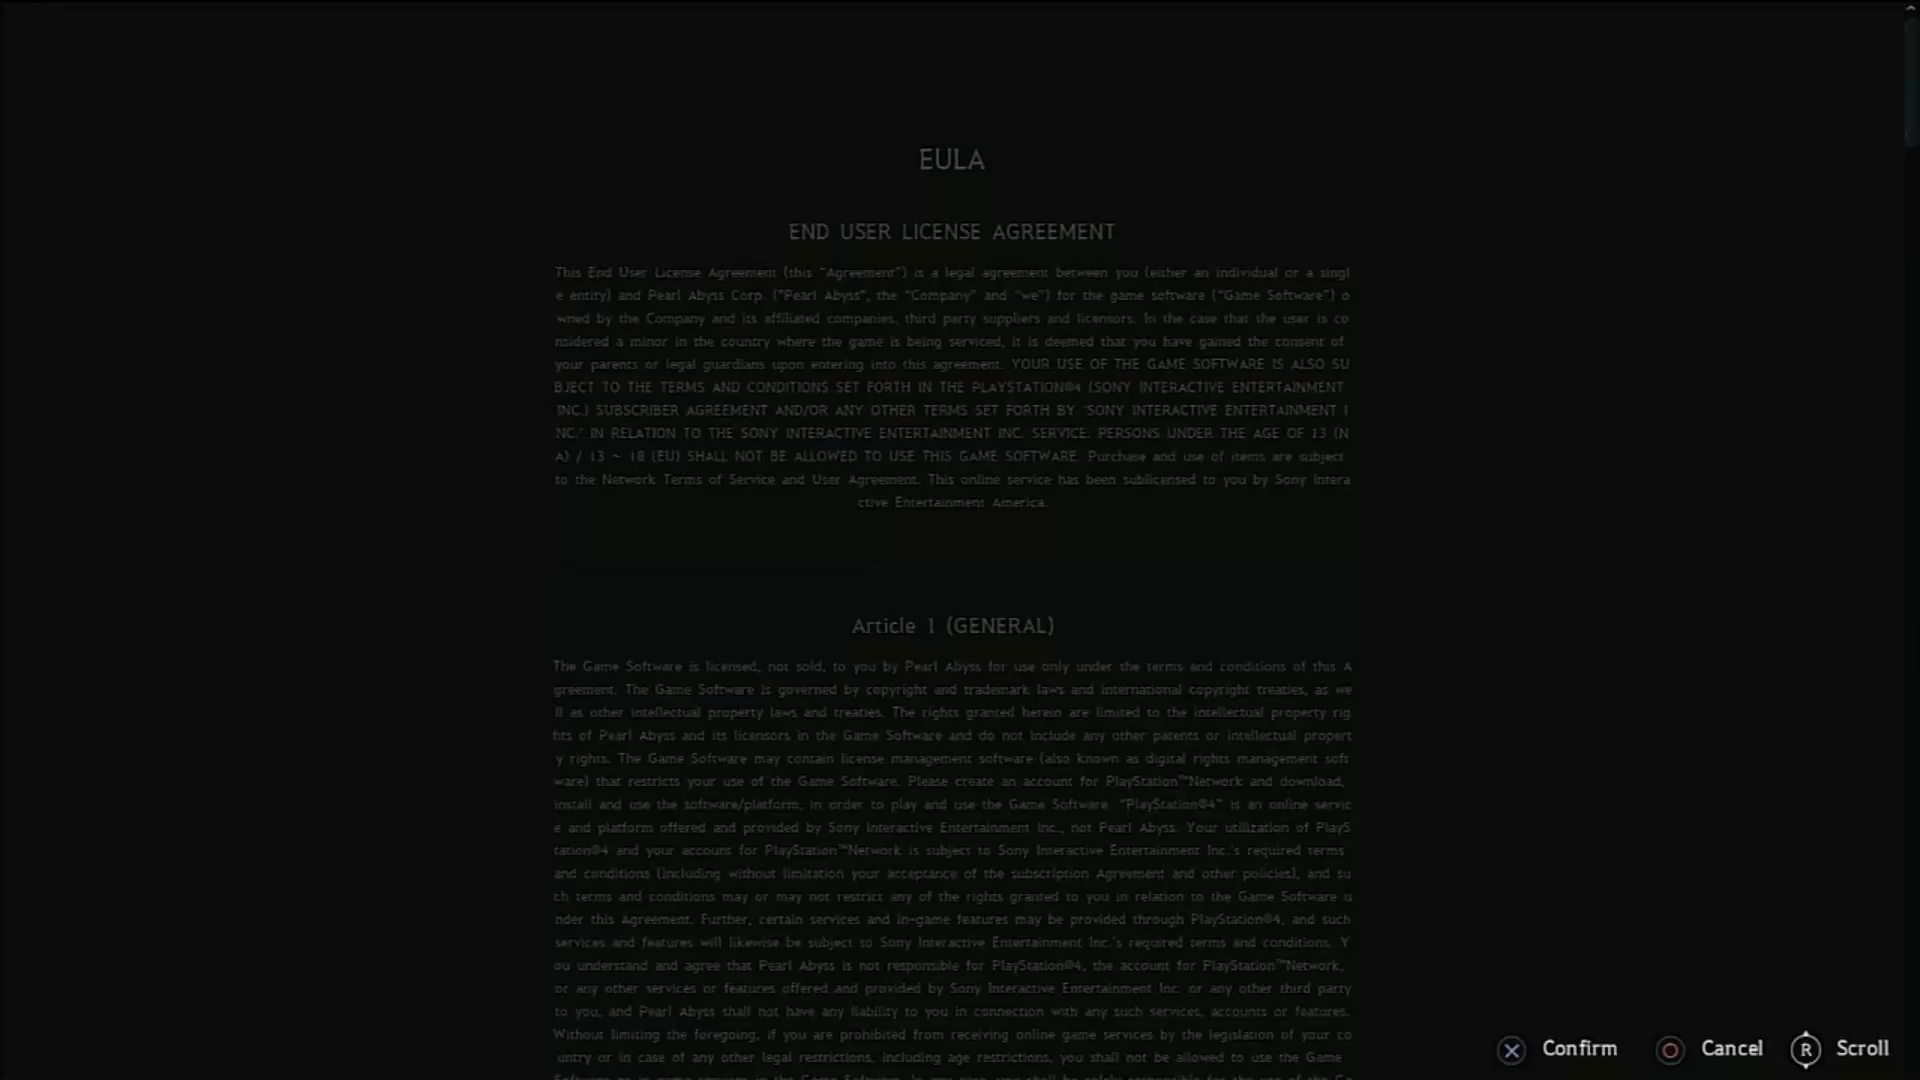 EULA
END USER LICENSE AGREEMENT
This End User License Agreement (this "Agreement") is a legal agreement between you (either an individual or a singl
e entity) and Pearl Abyss Corp. ("Pearl Abyss", the "Company" and "we") for the game software ("Game Software") o
wned by the Company and its affiliated companies, third party suppliers and licensors. In the case that the user is co
nsidered a minor in the country where the game is being serviced, it is deemed that you have gained the consent of
your parents or legal guardians upon entering into this agreement. YOUR USE OF THE GAME SOFTWARE IS ALSO SU
BJECT TO THE TERMS AND CONDITIONS SET FORTH IN THE PLAYSTATION®4 (SONY INTERACTIVE ENTERTAINMENT
INC.) SUBSCRIBER AGREEMENT AND/OR ANY OTHER TERMS SET FORTH BY 'SONY INTERACTIVE ENTERTAINMENT I
NC.' IN RELATION TO THE SONY INTERACTIVE ENTERTAINMENT INC. SERVICE. PERSONS UNDER THE AGE OF 13 (N
A) / 13 ~ 18 (EU) SHALL NOT BE ALLOWED TO USE THIS GAME SOFTWARE. Purchase and use of items are subject
to the Network Terms of Service and User Agreement. This online service has been sublicensed to you by Sony Intera
ctive Entertainment America.
Article 1 (GENERAL)
The Game Software is licensed, not sold, to you by Pearl Abyss for use only under the terms and conditions of this A
greement. The Game Software is governed by copyright and trademark laws and international copyright treaties, as we
ll as other intellectual property laws and treaties. The rights granted herein are limited to the intellectual property rig
hts of Pearl Abyss and its licensors in the Game Software and do not include any other patents or intellectual propert
y rights. The Game Software may contain license management software (also known as digital rights management soft
ware) that restricts your use of the Game Software. Please create an account for PlayStation™Network and download,
install and use the software/platform, in order to play and use the Game Software. "PlayStation®4" is an online servic
e and platform offered and provided by Sony Interactive Entertainment Inc., not Pearl Abyss. Your utilization of PlayS
tation®4 and your account for PlayStation™Network is subject to Sony Interactive Entertainment Inc.'s required terms
and conditions (including without limitation your acceptance of the subscription Agreement and other policies), and su
ch terms and conditions may or may not restrict any of the rights granted to you in relation to the Game Software u
nder this Agreement. Further, certain services and in-game features may be provided through PlayStation®4, and such
services and features will likewise be subject to Sony Interactive Entertainment Inc.'s required terms and conditions. Y
ou understand and agree that Pearl Abyss is not responsible for PlayStation®4, the account for PlayStation™Network,
or any other services or features offered and provided by Sony Interactive Entertainment Inc. or any other third party
to you, and Pearl Abyss shall not have any liability to you in connection with any such services, accounts or features.
Without limiting the foregoing, if you are prohibited from receiving online game services by the legislation of your co
untry or in case of any other legal restrictions, including age restrictions, you shall not be allowed to use the Game
Confirm
Cancel
R
Scroll